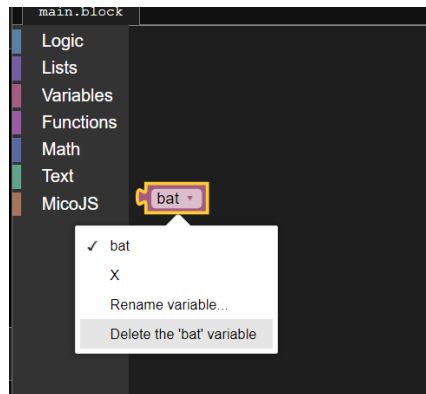 main.block
Logic
Lists
Variables
Functions
Math
Text
MicoJS
bat
✓ bat
X
Rename variable...
Delete the 'bat' variable